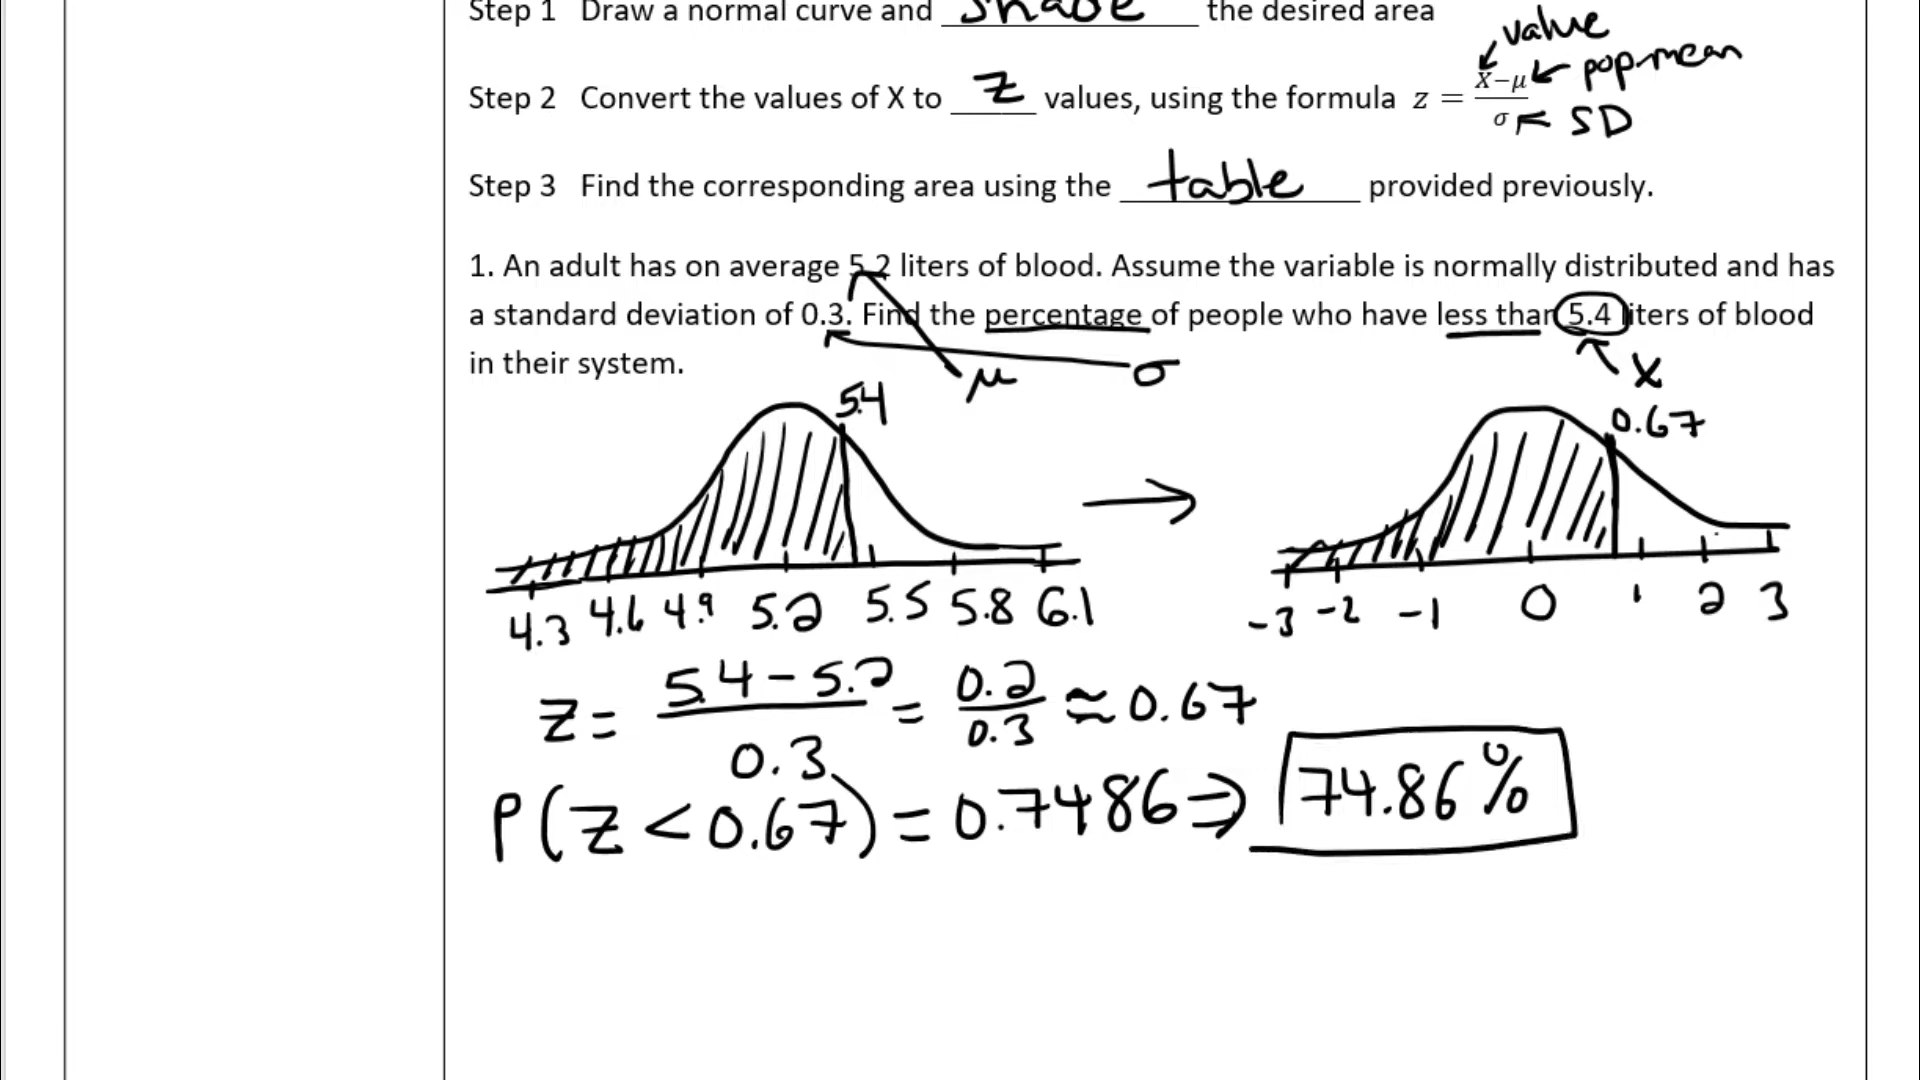 Step 1 Draw a normal curve and shade the desired area
value
Step 2 Convert the values of X to z values, using the formula z = X−μ/σ
pop mean
SD
Step 3 Find the corresponding area using the table provided previously.
1. An adult has on average 5.2 liters of blood. Assume the variable is normally distributed and has
a standard deviation of 0.3. Find the percentage of people who have less than 5.4 liters of blood
in their system.
μ σ X
5.4 0.67
4.3 4.6 4.9 5.2 5.5 5.8 6.1
-3 -2 -1 0 1 2 3
z = 5.4 − 5.2 / 0.3 = 0.2 / 0.3 ≈ 0.67
P(z < 0.67) = 0.7486 ⇒ 74.86%